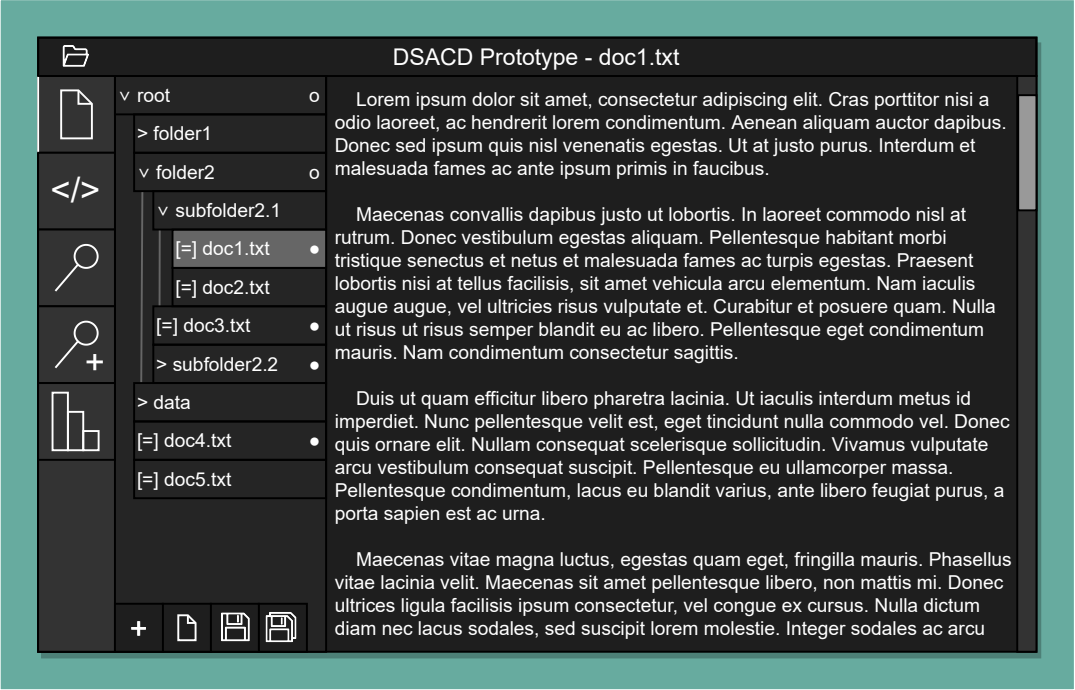 DSACD Prototype - doc1.txt
v root o
> folder1
v folder2 o
v subfolder2.1
[=] doc1.txt ●
[=] doc2.txt
[=] doc3.txt ●
> subfolder2.2 ●
> data
[=] doc4.txt ●
[=] doc5.txt
</>
+
+
Lorem ipsum dolor sit amet, consectetur adipiscing elit. Cras porttitor nisi a
odio laoreet, ac hendrerit lorem condimentum. Aenean aliquam auctor dapibus.
Donec sed ipsum quis nisl venenatis egestas. Ut at justo purus. Interdum et
malesuada fames ac ante ipsum primis in faucibus.
Maecenas convallis dapibus justo ut lobortis. In laoreet commodo nisl at
rutrum. Donec vestibulum egestas aliquam. Pellentesque habitant morbi
tristique senectus et netus et malesuada fames ac turpis egestas. Praesent
lobortis nisi at tellus facilisis, sit amet vehicula arcu elementum. Nam iaculis
augue augue, vel ultricies risus vulputate et. Curabitur et posuere quam. Nulla
ut risus ut risus semper blandit eu ac libero. Pellentesque eget condimentum
mauris. Nam condimentum consectetur sagittis.
Duis ut quam efficitur libero pharetra lacinia. Ut iaculis interdum metus id
imperdiet. Nunc pellentesque velit est, eget tincidunt nulla commodo vel. Donec
quis ornare elit. Nullam consequat scelerisque sollicitudin. Vivamus vulputate
arcu vestibulum consequat suscipit. Pellentesque eu ullamcorper massa.
Pellentesque condimentum, lacus eu blandit varius, ante libero feugiat purus, a
porta sapien est ac urna.
Maecenas vitae magna luctus, egestas quam eget, fringilla mauris. Phasellus
vitae lacinia velit. Maecenas sit amet pellentesque libero, non mattis mi. Donec
ultrices ligula facilisis ipsum consectetur, vel congue ex cursus. Nulla dictum
diam nec lacus sodales, sed suscipit lorem molestie. Integer sodales ac arcu